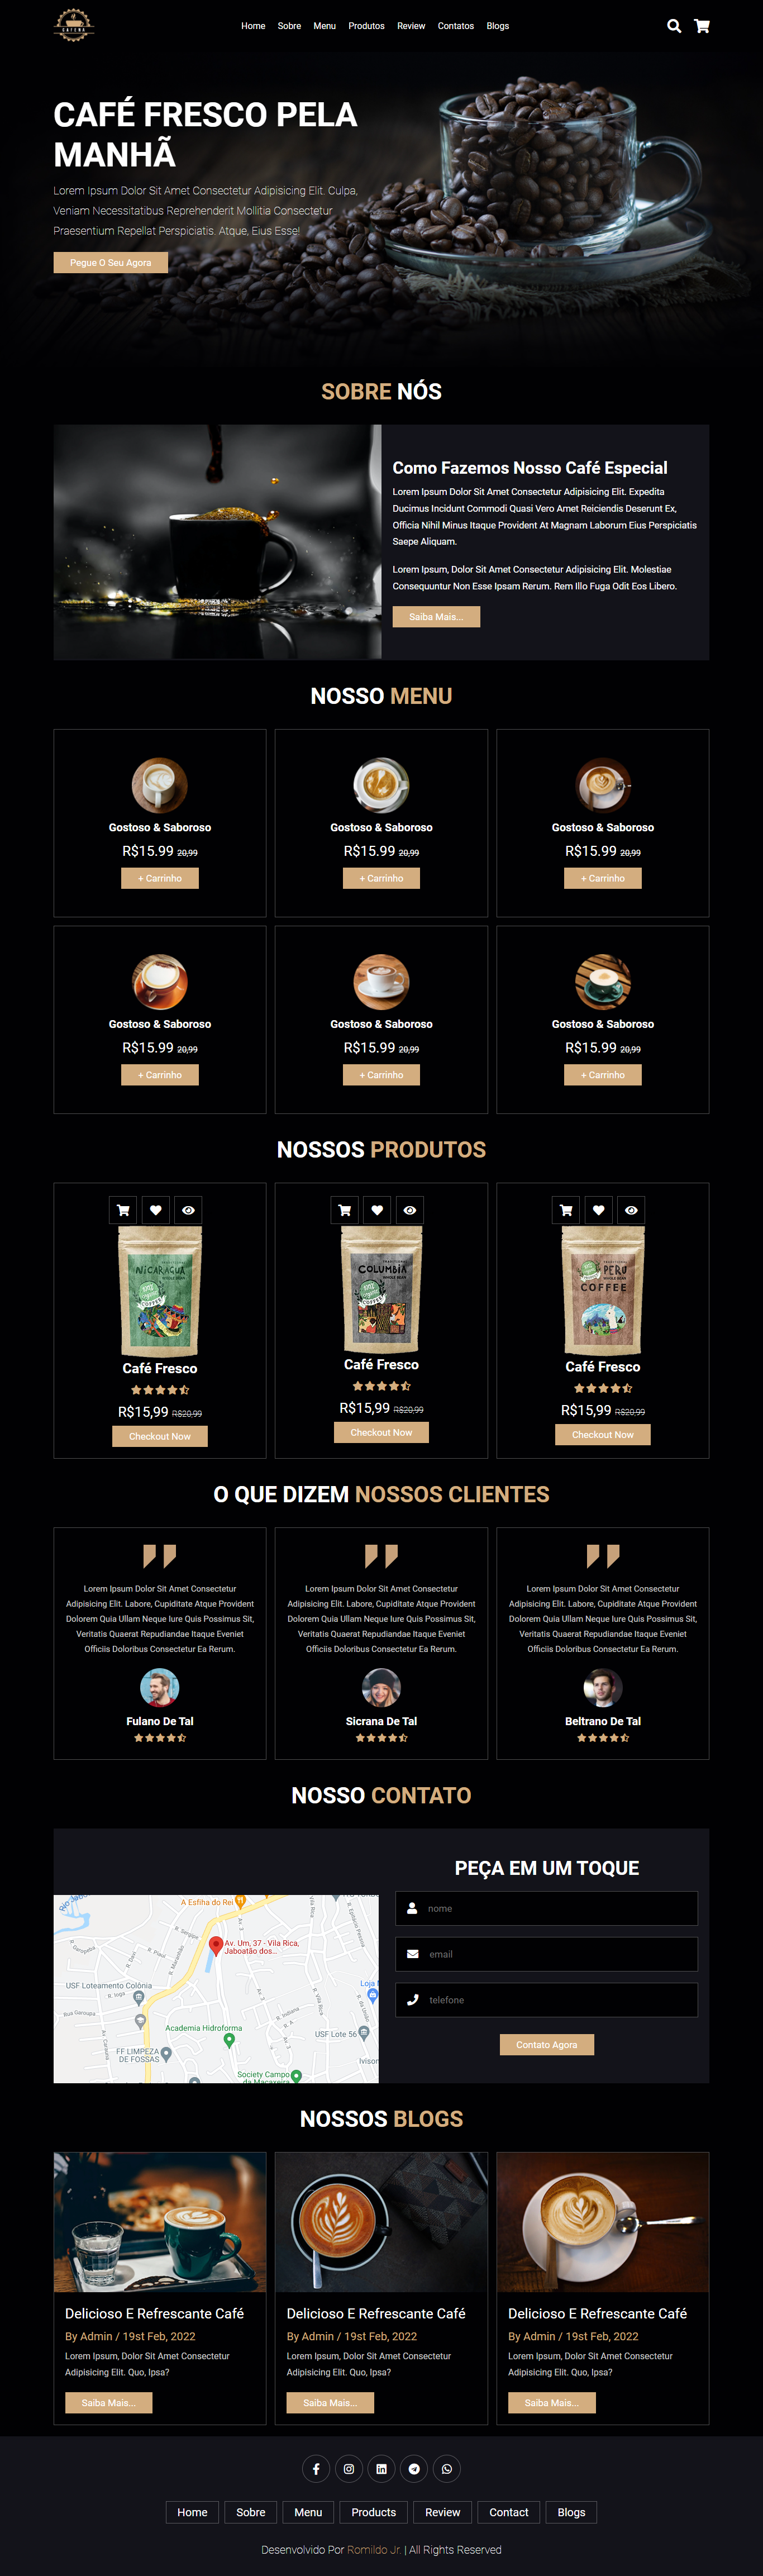 Home Sobre Menu Produtos Review Contatos Blogs
CAFÉ FRESCO PELA
MANHÃ
Lorem Ipsum Dolor Sit Amet Consectetur Adipisicing Elit. Culpa,
Veniam Necessitatibus Reprehenderit Mollitia Consectetur
Praesentium Repellat Perspiciatis. Atque, Eius Esse!
Pegue O Seu Agora
SOBRE NÓS
Como Fazemos Nosso Café Especial
Lorem Ipsum Dolor Sit Amet Consectetur Adipisicing Elit. Expedita
Ducimus Incidunt Commodi Quasi Vero Amet Reiciendis Deserunt Ex,
Officia Nihil Minus Itaque Provident At Magnam Laborum Eius Perspiciatis
Saepe Aliquam.
Lorem Ipsum, Dolor Sit Amet Consectetur Adipisicing Elit. Molestiae
Consequuntur Non Esse Ipsam Rerum. Rem Illo Fuga Odit Eos Libero.
Saiba Mais...
NOSSO MENU
Gostoso & Saboroso
R$15.99 20,99
+ Carrinho
Gostoso & Saboroso
R$15.99 20,99
+ Carrinho
Gostoso & Saboroso
R$15.99 20,99
+ Carrinho
Gostoso & Saboroso
R$15.99 20,99
+ Carrinho
Gostoso & Saboroso
R$15.99 20,99
+ Carrinho
Gostoso & Saboroso
R$15.99 20,99
+ Carrinho
NOSSOS PRODUTOS
NICARAGUA
COFFEE
Café Fresco
R$15,99 R$20,99
Checkout Now
COLUMBIA
COFFEE
Café Fresco
R$15,99 R$20,99
Checkout Now
PERU
COFFEE
Café Fresco
R$15,99 R$20,99
Checkout Now
O QUE DIZEM NOSSOS CLIENTES
Lorem Ipsum Dolor Sit Amet Consectetur
Adipisicing Elit. Labore, Cupiditate Atque Provident
Dolorem Quia Ullam Neque Iure Quis Possimus Sit,
Veritatis Quaerat Repudiandae Itaque Eveniet
Officiis Doloribus Consectetur Ea Rerum.
Fulano De Tal
Lorem Ipsum Dolor Sit Amet Consectetur
Adipisicing Elit. Labore, Cupiditate Atque Provident
Dolorem Quia Ullam Neque Iure Quis Possimus Sit,
Veritatis Quaerat Repudiandae Itaque Eveniet
Officiis Doloribus Consectetur Ea Rerum.
Sicrana De Tal
Lorem Ipsum Dolor Sit Amet Consectetur
Adipisicing Elit. Labore, Cupiditate Atque Provident
Dolorem Quia Ullam Neque Iure Quis Possimus Sit,
Veritatis Quaerat Repudiandae Itaque Eveniet
Officiis Doloribus Consectetur Ea Rerum.
Beltrano De Tal
NOSSO CONTATO
A Esfiha do Rei
Av. Um, 37 - Vila Rica,
Jaboatão dos...
USF Loteamento Colônia
Loja
Academia Hidroforma
USF Lote 56
FF LIMPEZA
DE FOSSAS
Society Campo
da Macaxeira
PEÇA EM UM TOQUE
nome
email
telefone
Contato Agora
NOSSOS BLOGS
Delicioso E Refrescante Café
By Admin / 19st Feb, 2022
Lorem Ipsum, Dolor Sit Amet Consectetur
Adipisicing Elit. Quo, Ipsa?
Saiba Mais...
Delicioso E Refrescante Café
By Admin / 19st Feb, 2022
Lorem Ipsum, Dolor Sit Amet Consectetur
Adipisicing Elit. Quo, Ipsa?
Saiba Mais...
Delicioso E Refrescante Café
By Admin / 19st Feb, 2022
Lorem Ipsum, Dolor Sit Amet Consectetur
Adipisicing Elit. Quo, Ipsa?
Saiba Mais...
Home Sobre Menu Products Review Contact Blogs
Desenvolvido Por Romildo Jr. | All Rights Reserved